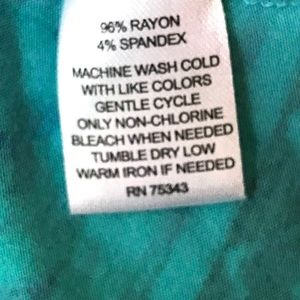 96% RAYON
4% SPANDEX
MACHINE WASH COLD
WITH LIKE COLORS
GENTLE CYCLE
ONLY NON-CHLORINE
BLEACH WHEN NEEDED
TUMBLE DRY LOW
WARM IRON IF NEEDED
RN 75343